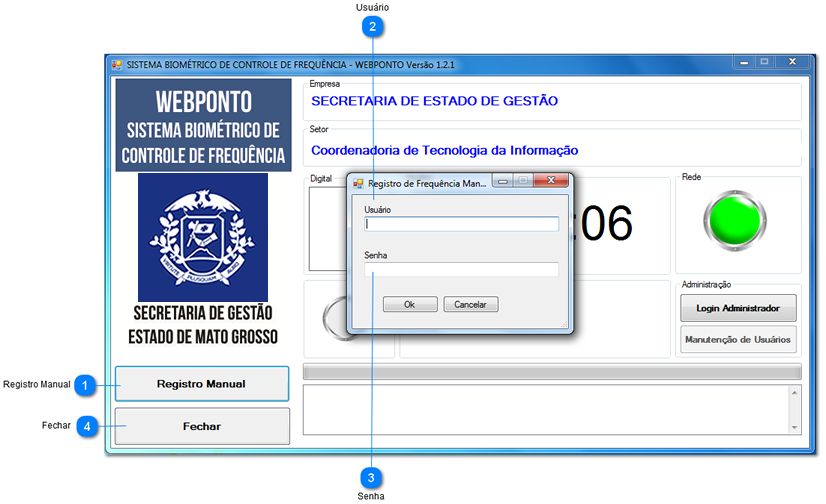 Usuário
2
SISTEMA BIOMÉTRICO DE CONTROLE DE FREQUÊNCIA - WEBPONTO Versão 1.2.1
WEBPONTO
SISTEMA BIOMÉTRICO DE
CONTROLE DE FREQUÊNCIA
VIRTUTE PLUSQUAM AURO
SECRETARIA DE GESTÃO
ESTADO DE MATO GROSSO
Empresa
SECRETARIA DE ESTADO DE GESTÃO
Setor
Coordenadoria de Tecnologia da Informação
Digital
:06
Rede
Registro de Frequência Man...
Usuário
Senha
Ok
Cancelar
Administração
Login Administrador
Manutenção de Usuários
Registro Manual
1
Registro Manual
Fechar
4
Fechar
3
Senha